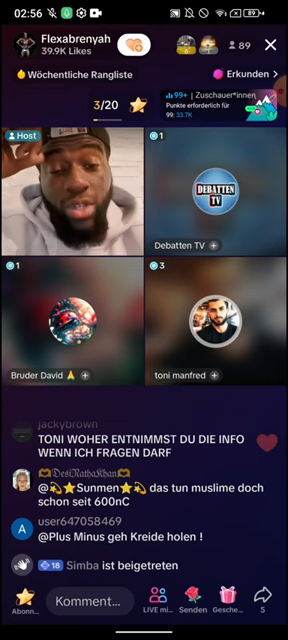 02:56
89
Flexabrenyah
39.9K Likes
89
Wöchentliche Rangliste
Erkunden >
3/20
99+ | Zuschauer*innen
Punkte erforderlich für
99: 33.7K
Host
1
DEBATTEN
TV
Debatten TV
1
Bruder David
3
toni manfred
jackybrown
TONI WOHER ENTNIMMST DU DIE INFO
WENN ICH FRAGEN DARF
𝔇𝔢𝔰𝔦𝔑𝔞𝔱𝔥𝔞𝔎𝔥𝔞𝔫
@💫⭐Sunmen⭐💫 das tun muslime doch
schon seit 600nC
A
user647058469
@Plus Minus geh Kreide holen !
18 Simba ist beigetreten
Abonn...
Komment...
LIVE mi...
Senden
Gesche...
5